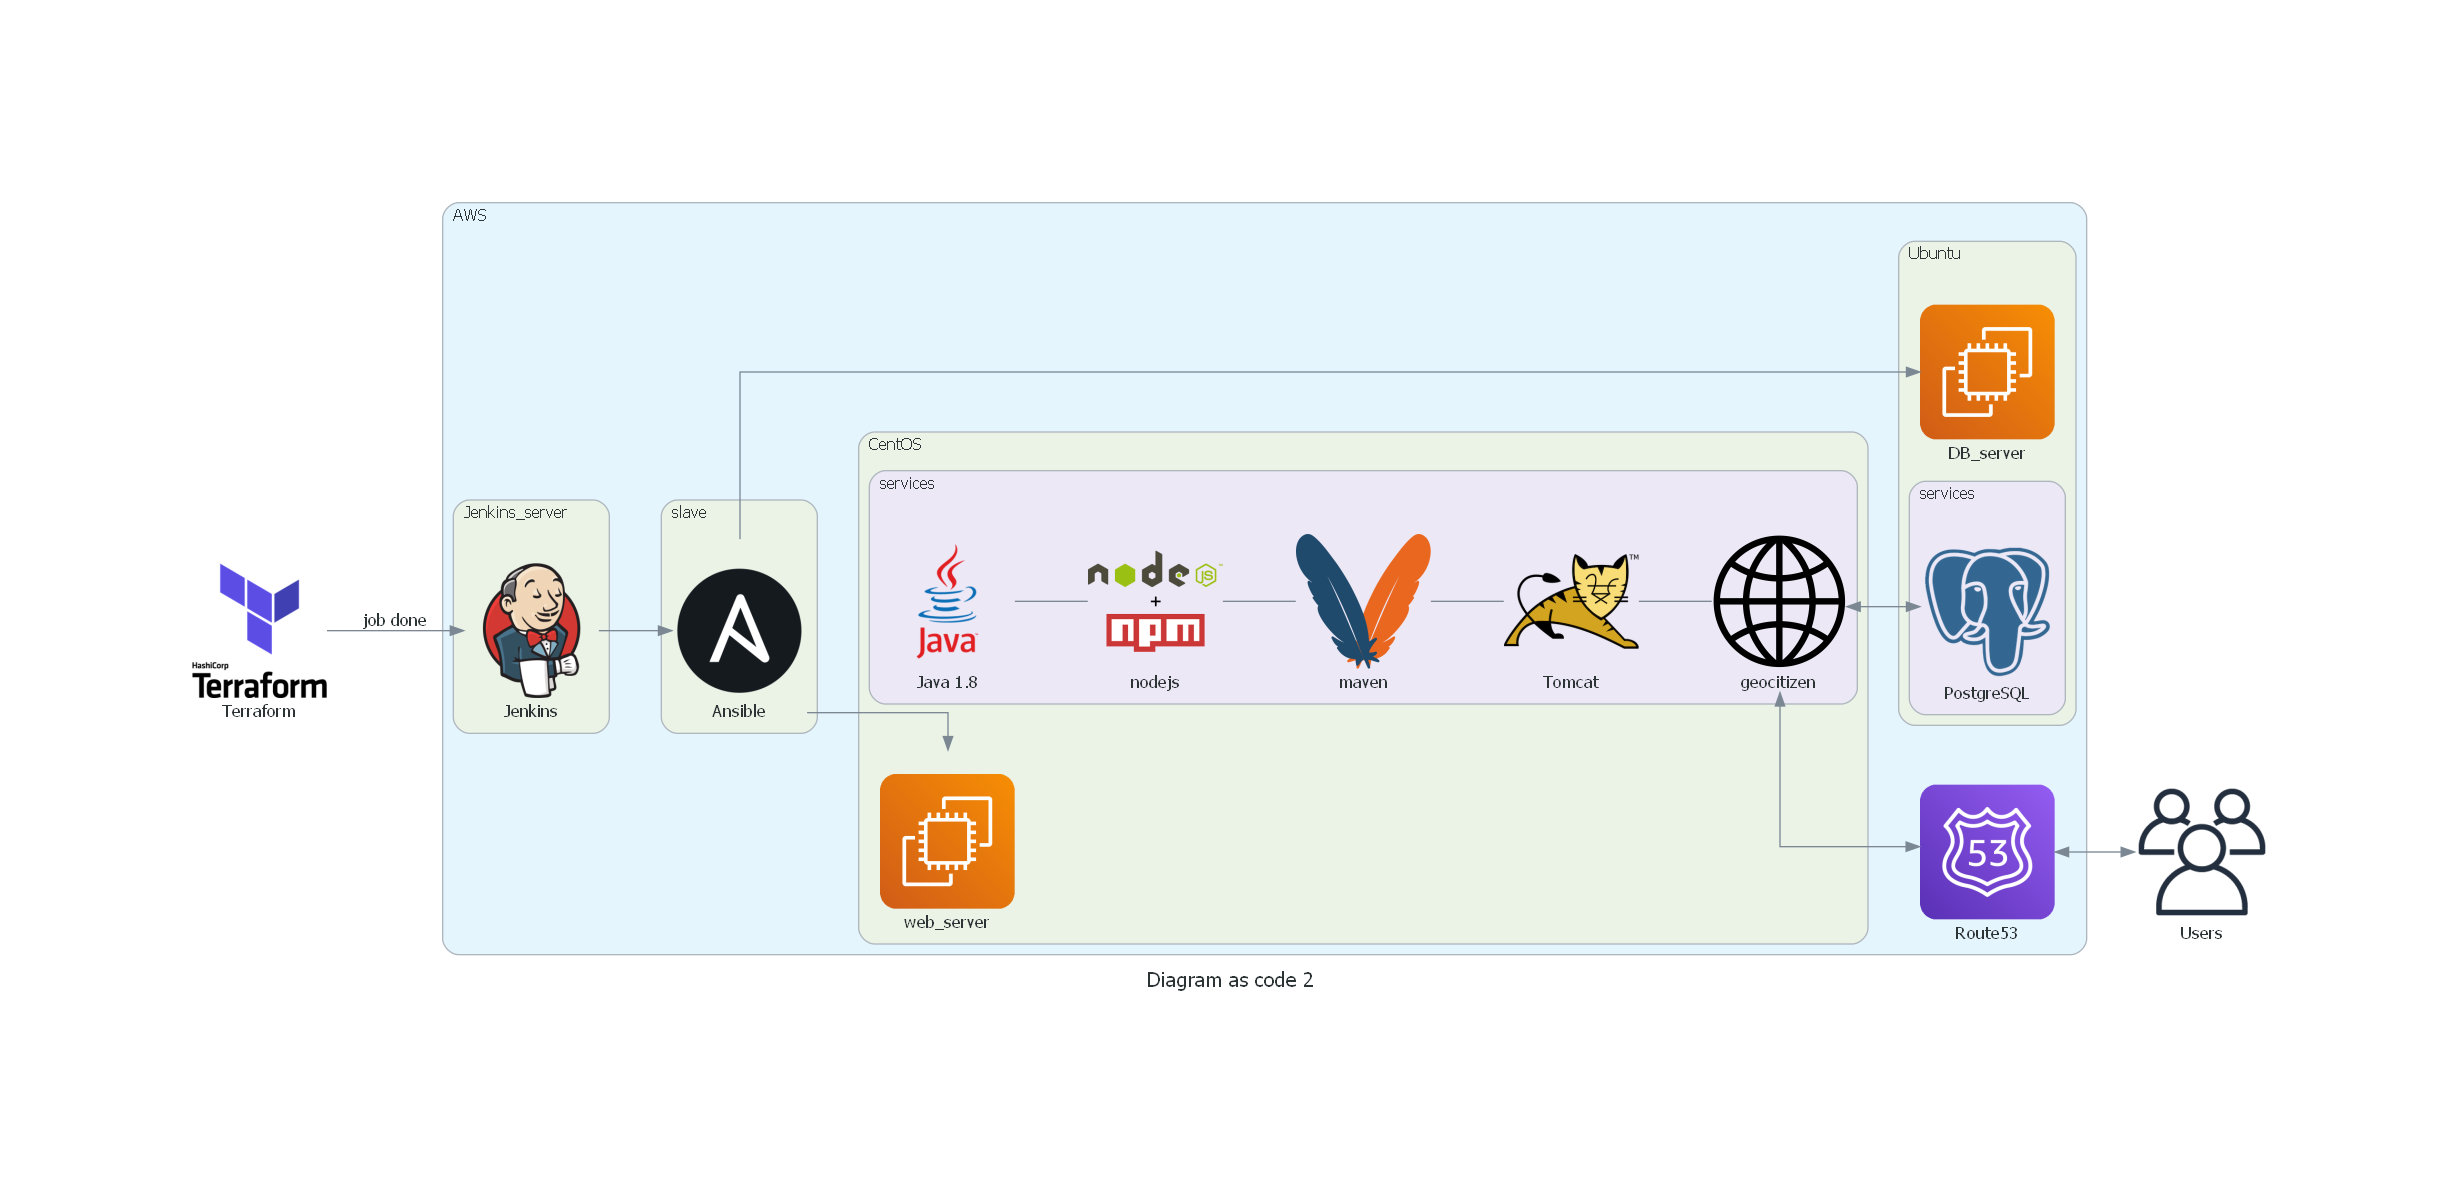 AWS
Ubuntu
DB_server
CentOS
services
services
Jenkins_server
slave
TM
node
JS
+
npm
Java
job done
HashiCorp
Terraform
Terraform
Jenkins
Ansible
Java 1.8
nodejs
maven
Tomcat
geocitizen
PostgreSQL
53
web_server
Route53
Users
Diagram as code 2